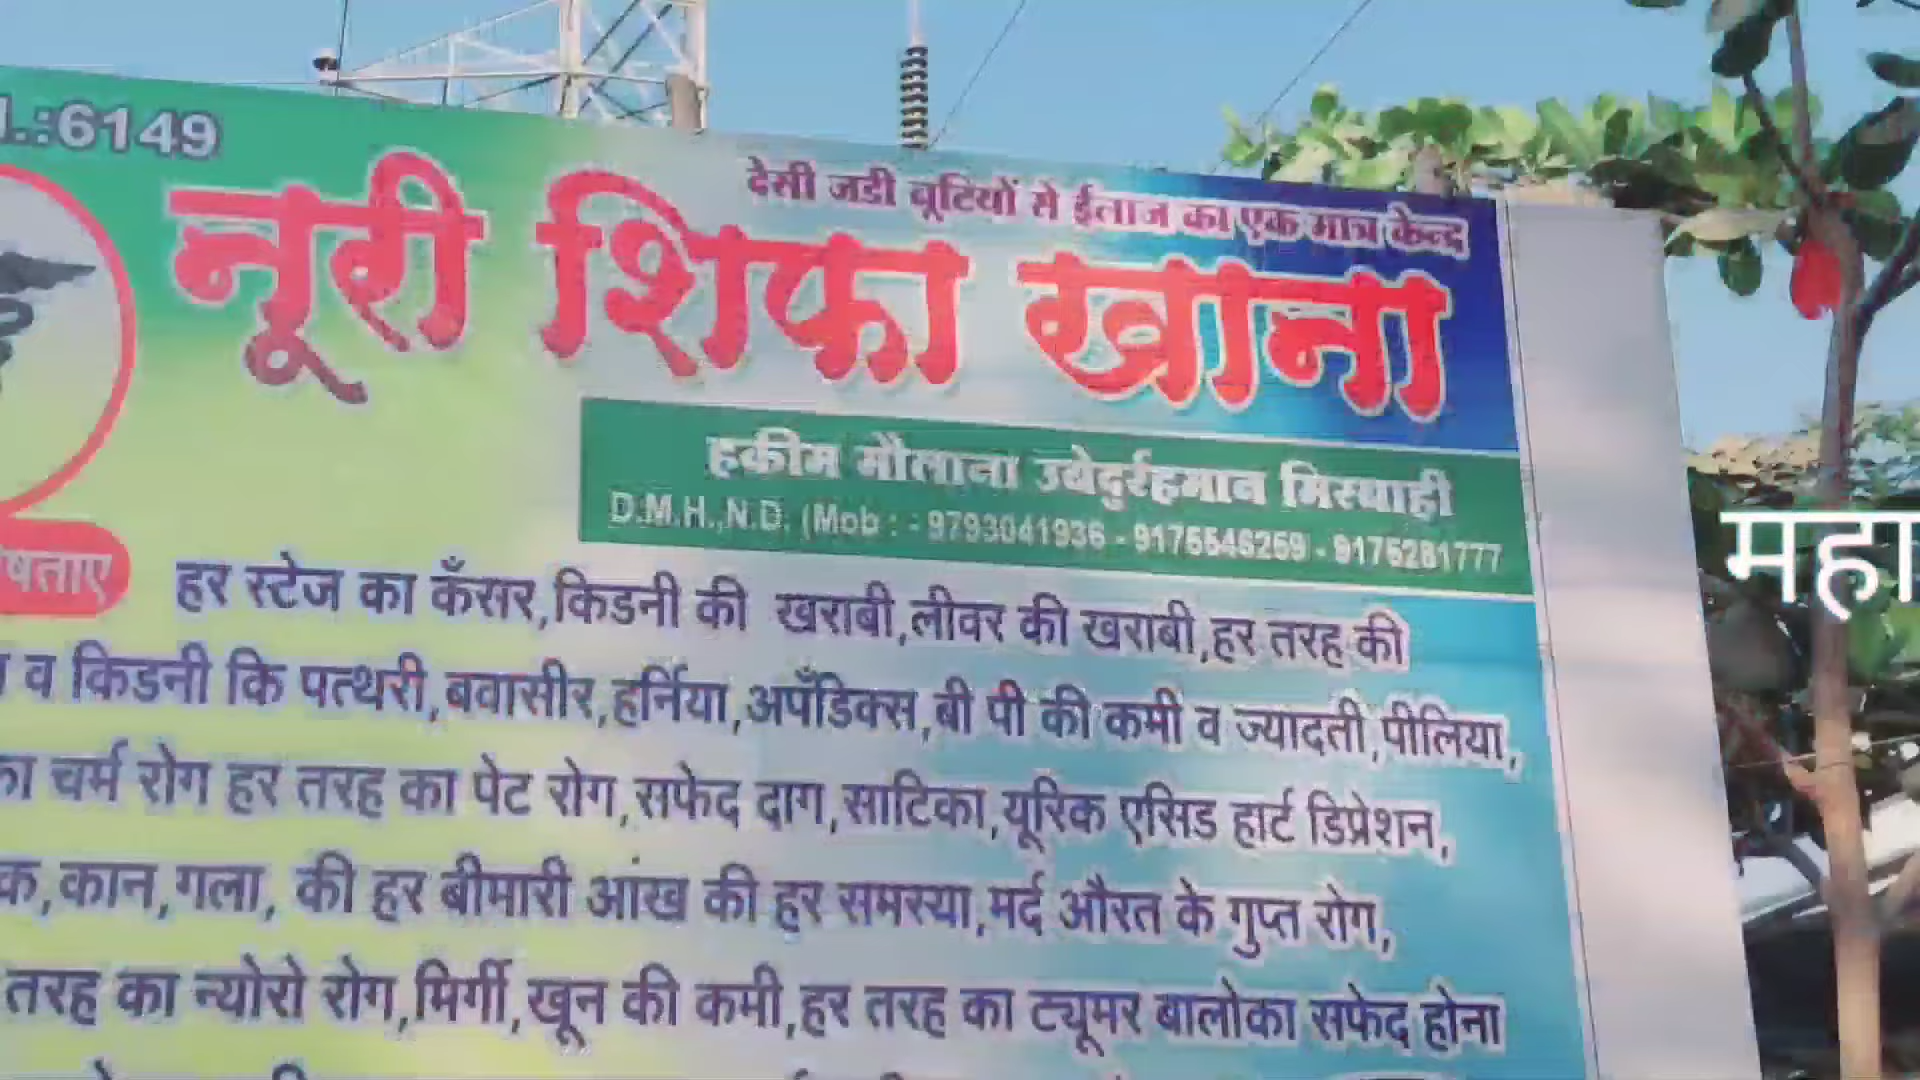 .:6149
देसी जडी बूटियों से ईलाज का एक मात्र केन्द्र
नूरी शिफा खाना
हकीम मौलाना उबेदुर्रहमान मिस्बाही
D.M.H.,N.D. (Mob : - 9793041936 - 9175546259 - 9175281777
षताए
हर स्टेज का कँसर,किडनी की खराबी,लीवर की खराबी,हर तरह की
व किडनी कि पत्थरी,बवासीर,हर्निया,अपँडिक्स,बी पी की कमी व ज्यादती,पीलिया,
का चर्म रोग हर तरह का पेट रोग,सफेद दाग,साटिका,यूरिक एसिड हार्ट डिप्रेशन,
क,कान,गला, की हर बीमारी आंख की हर समस्या,मर्द औरत के गुप्त रोग,
तरह का न्योरो रोग,मिर्गी,खून की कमी,हर तरह का ट्यूमर बालोका सफेद होना
महा